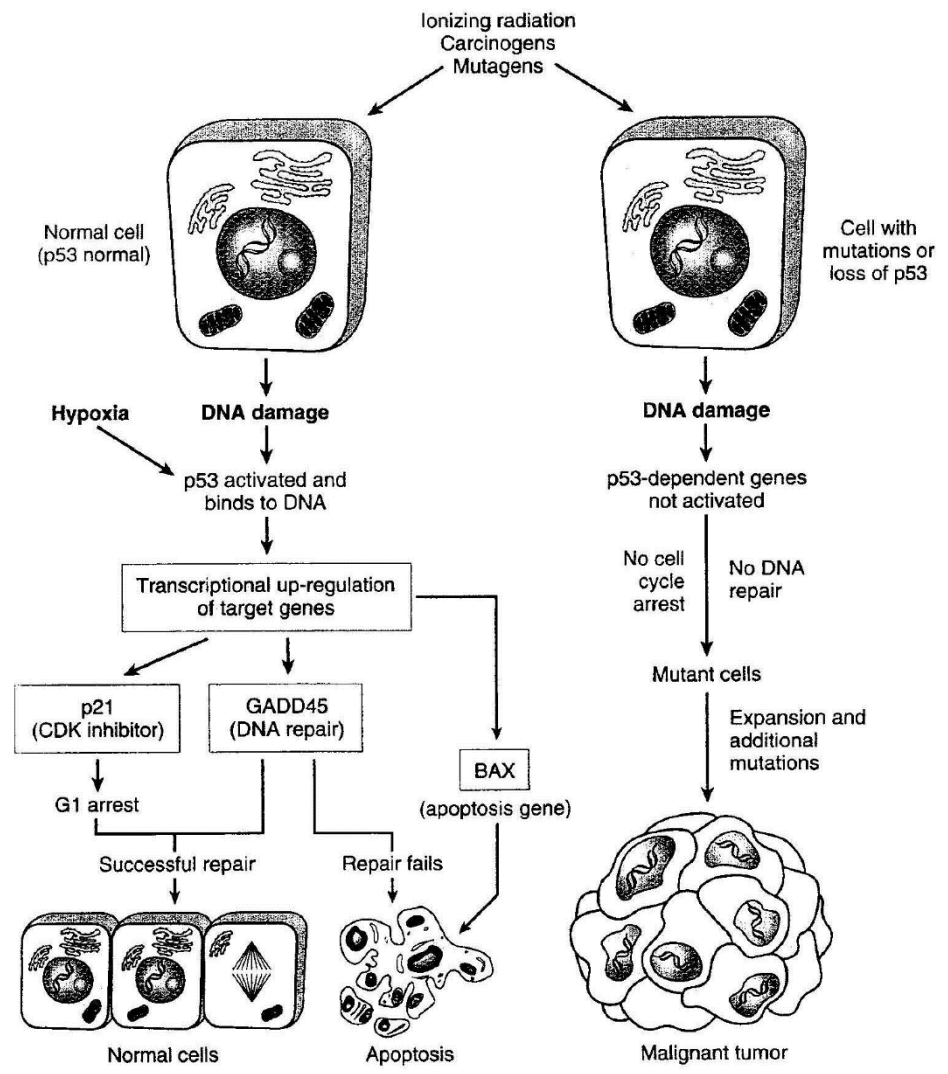 Ionizing radiation
Carcinogens
Mutagens
Normal cell
(p53 normal)
Cell with
mutations or
loss of p53
Hypoxia
DNA damage
DNA damage
p53 activated and
binds to DNA
p53-dependent genes
not activated
Transcriptional up-regulation
of target genes
No cell
cycle
arrest
No DNA
repair
p21
(CDK inhibitor)
GADD45
(DNA repair)
Mutant cells
BAX
(apoptosis gene)
Expansion and
additional
mutations
G1 arrest
Successful repair
Repair fails
Normal cells
Apoptosis
Malignant tumor